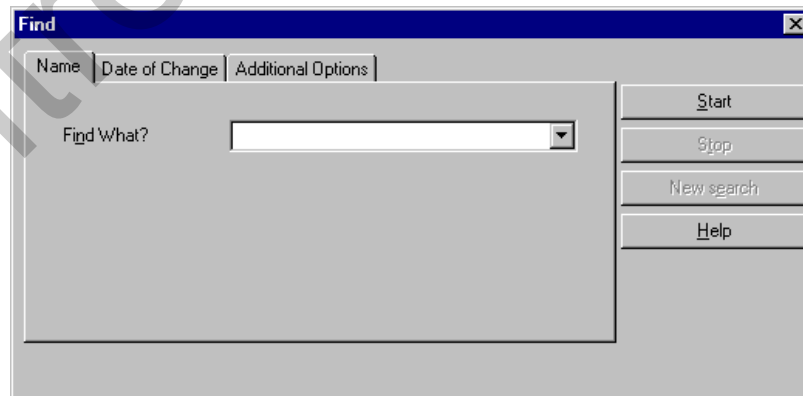 Find
Name Date of Change Additional Options
Start
Find What?
Stop
New search
Help